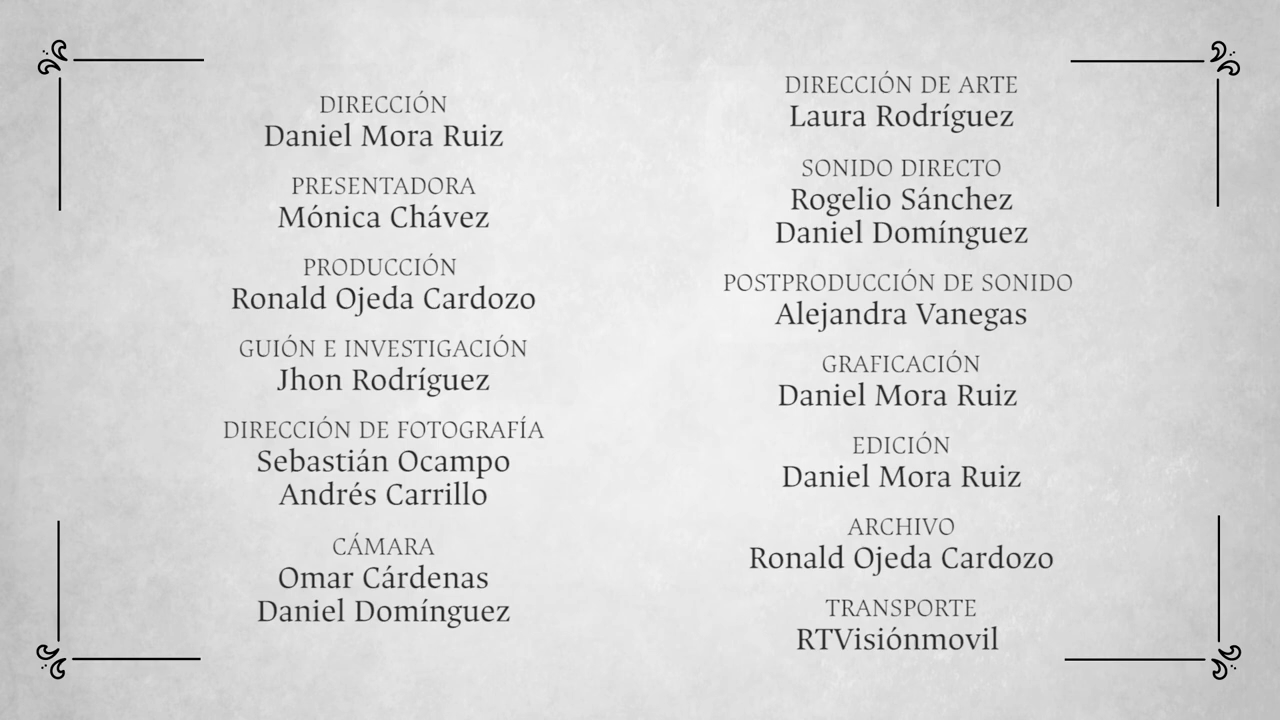 DIRECCIÓN
Daniel Mora Ruiz
PRESENTADORA
Mónica Chávez
PRODUCCIÓN
Ronald Ojeda Cardozo
GUIÓN E INVESTIGACIÓN
Jhon Rodríguez
DIRECCIÓN DE FOTOGRAFÍA
Sebastián Ocampo
Andrés Carrillo
CÁMARA
Omar Cárdenas
Daniel Domínguez
DIRECCIÓN DE ARTE
Laura Rodríguez
SONIDO DIRECTO
Rogelio Sánchez
Daniel Domínguez
POSTPRODUCCIÓN DE SONIDO
Alejandra Vanegas
GRAFICACIÓN
Daniel Mora Ruiz
EDICIÓN
Daniel Mora Ruiz
ARCHIVO
Ronald Ojeda Cardozo
TRANSPORTE
RTVisiónmovil